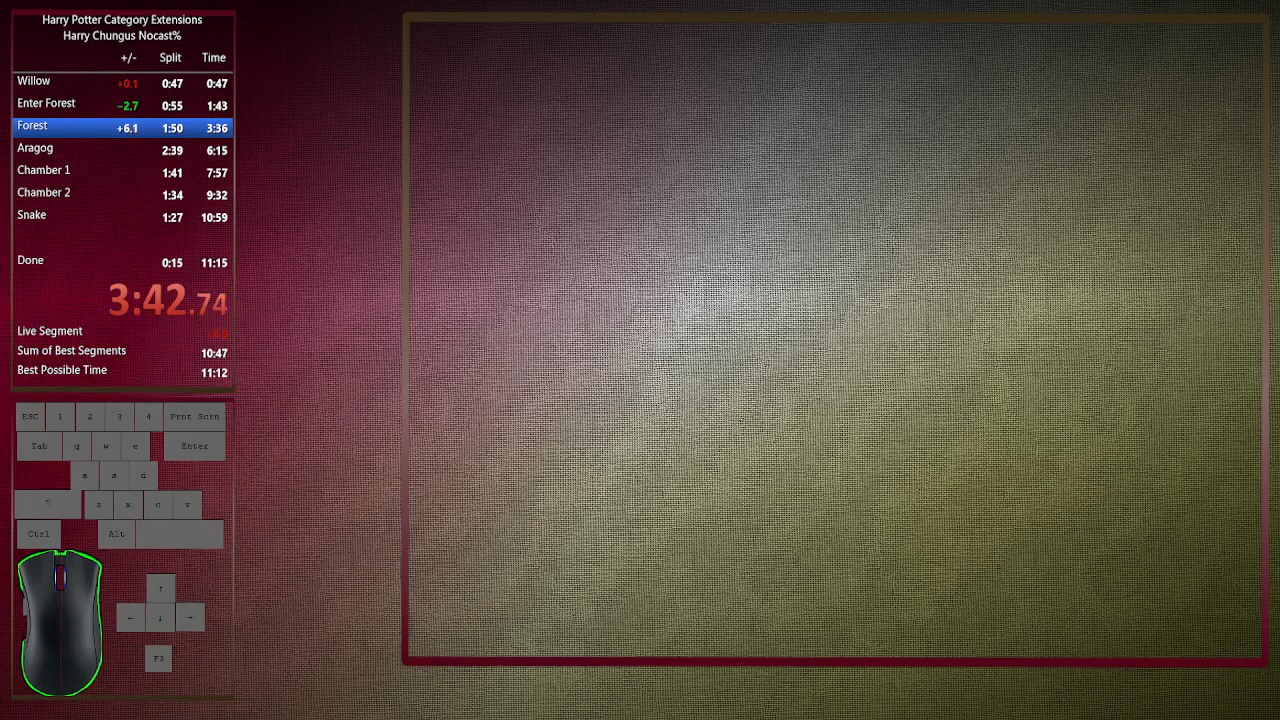 Harry Potter Category Extensions
Harry Chungus Nocast%
+/- Split Time
Willow +0.1 0:47 0:47
Enter Forest −2.7 0:55 1:43
Forest +6.1 1:50 3:36
Aragog 2:39 6:15
Chamber 1 1:41 7:57
Chamber 2 1:34 9:32
Snake 1:27 10:59
Done 0:15 11:15
3:42.74
Live Segment
Sum of Best Segments 10:47
Best Possible Time 11:12
ESC 1 2 3 4 Prnt Scrn
Tab q w e Enter
a s d
↑ z x c v
Ctrl Alt
↑
← ↓ →
F3